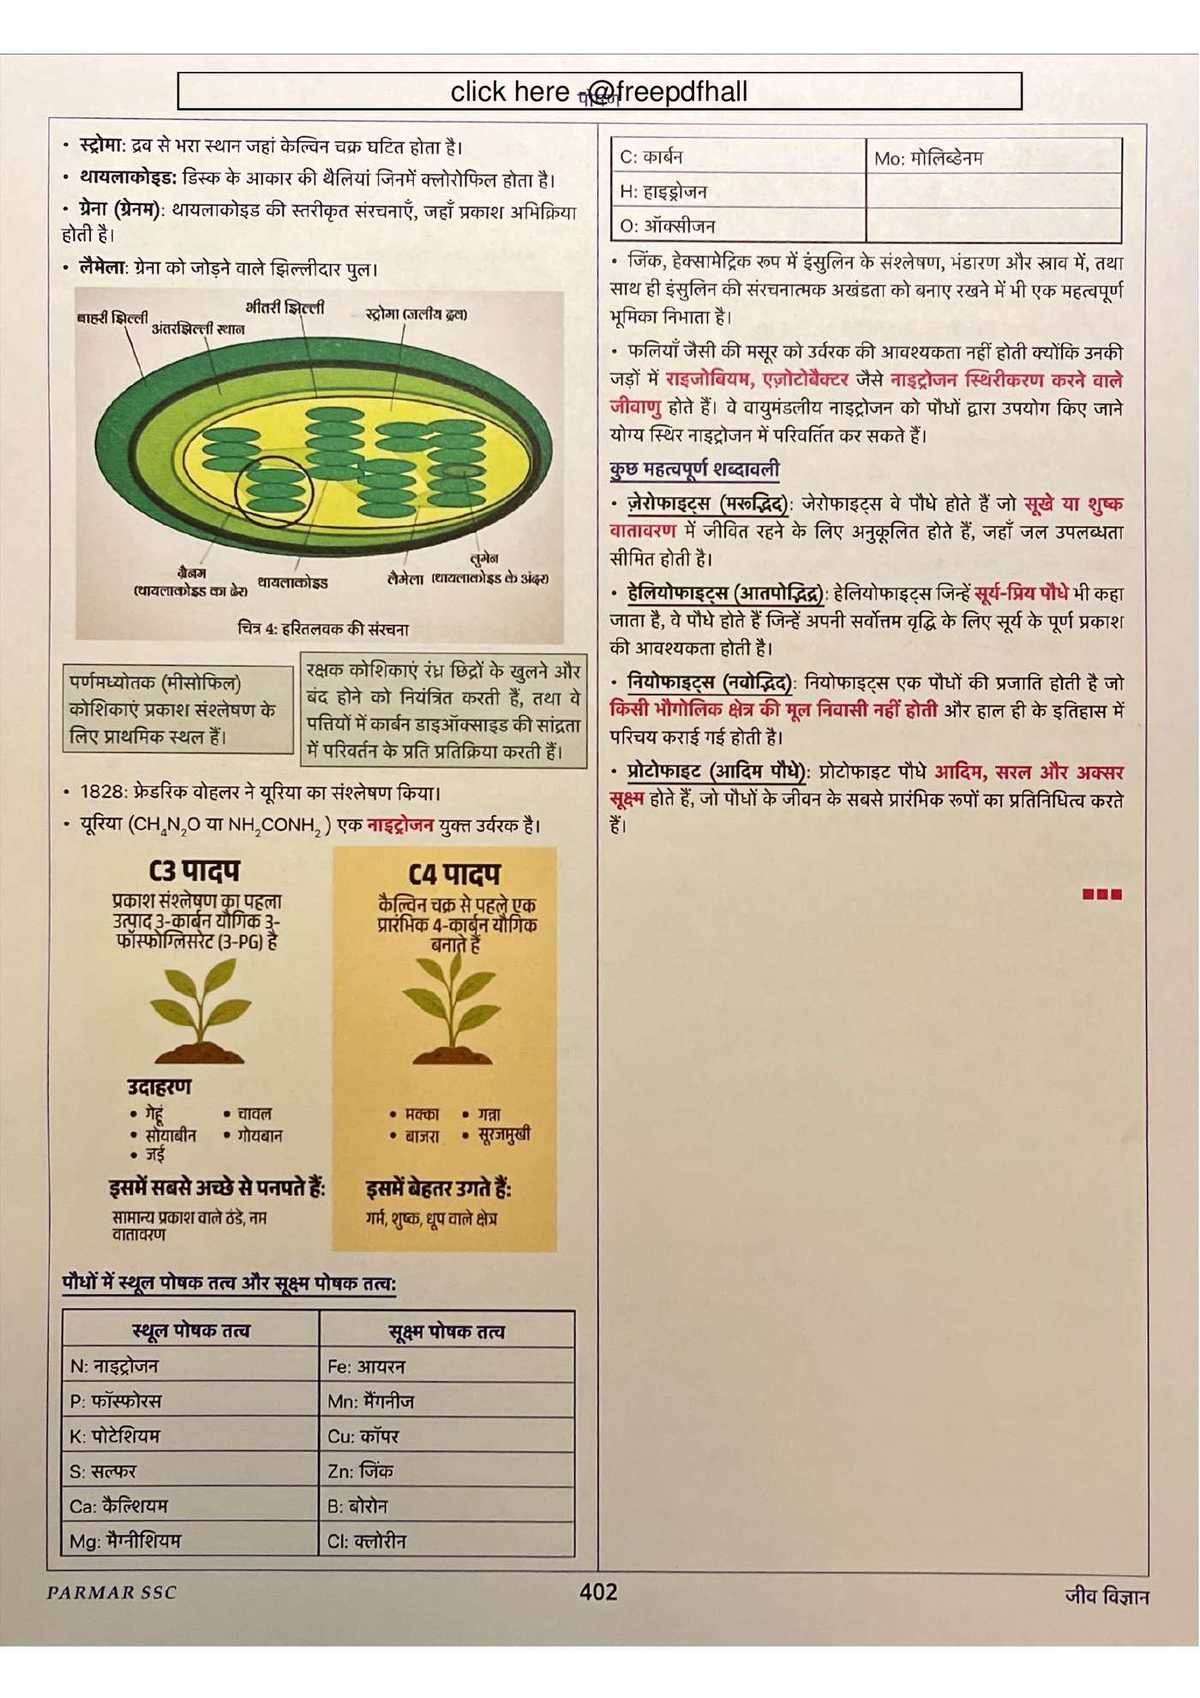 click here -@freepdfhall
पोषण
• स्ट्रोमा: द्रव से भरा स्थान जहां केल्विन चक्र घटित होता है।
• थायलाकोइड: डिस्क के आकार की थैलियां जिनमें क्लोरोफिल होता है।
• ग्रेना (ग्रेनम): थायलाकोइड की स्तरीकृत संरचनाएँ, जहाँ प्रकाश अभिक्रिया
होती है।
• लैमेला: ग्रेना को जोड़ने वाले झिल्लीदार पुल।
बाहरी झिल्ली
अंतरझिल्ली स्थान
भीतरी झिल्ली
स्ट्रोमा (जलीय द्रव)
ग्रैनम
(थायलाकोइड का ढेर)
थायलाकोइड
लैमेला
लुमेन
(थायलाकोइड के अंदर)
चित्र 4: हरितलवक की संरचना
पर्णमध्योतक (मीसोफिल)
कोशिकाएं प्रकाश संश्लेषण के
लिए प्राथमिक स्थल हैं।
रक्षक कोशिकाएं रंध्र छिद्रों के खुलने और
बंद होने को नियंत्रित करती हैं, तथा वे
पत्तियों में कार्बन डाइऑक्साइड की सांद्रता
में परिवर्तन के प्रति प्रतिक्रिया करती हैं।
• 1828: फ्रेडरिक वोहलर ने यूरिया का संश्लेषण किया।
• यूरिया (CH₄N₂O या NH₂CONH₂ ) एक नाइट्रोजन युक्त उर्वरक है।
C3 पादप
प्रकाश संश्लेषण का पहला
उत्पाद 3-कार्बन यौगिक 3-
फॉस्फोग्लिसरेट (3-PG) है
उदाहरण
• गेहूं • चावल
• सोयाबीन • गोयबान
• जई
इसमें सबसे अच्छे से पनपते हैं:
सामान्य प्रकाश वाले ठंडे, नम
वातावरण
C4 पादप
कैल्विन चक्र से पहले एक
प्रारंभिक 4-कार्बन यौगिक
बनाते हैं
• मक्का • गन्ना
• बाजरा • सूरजमुखी
इसमें बेहतर उगते हैं:
गर्म, शुष्क, धूप वाले क्षेत्र
पौधों में स्थूल पोषक तत्व और सूक्ष्म पोषक तत्व:
स्थूल पोषक तत्व सूक्ष्म पोषक तत्व
N: नाइट्रोजन Fe: आयरन
P: फॉस्फोरस Mn: मैंगनीज
K: पोटेशियम Cu: कॉपर
S: सल्फर Zn: जिंक
Ca: कैल्शियम B: बोरोन
Mg: मैग्नीशियम Cl: क्लोरीन
C: कार्बन Mo: मोलिब्डेनम
H: हाइड्रोजन
O: ऑक्सीजन
• जिंक, हेक्सामेट्रिक रूप में इंसुलिन के संश्लेषण, भंडारण और स्राव में, तथा
साथ ही इंसुलिन की संरचनात्मक अखंडता को बनाए रखने में भी एक महत्वपूर्ण
भूमिका निभाता है।
• फलियाँ जैसी की मसूर को उर्वरक की आवश्यकता नहीं होती क्योंकि उनकी
जड़ों में राइजोबियम, एज़ोटोबैक्टर जैसे नाइट्रोजन स्थिरीकरण करने वाले
जीवाणु होते हैं। वे वायुमंडलीय नाइट्रोजन को पौधों द्वारा उपयोग किए जाने
योग्य स्थिर नाइट्रोजन में परिवर्तित कर सकते हैं।
कुछ महत्वपूर्ण शब्दावली
• ज़ेरोफाइट्स (मरूद्भिद): जेरोफाइट्स वे पौधे होते हैं जो सूखे या शुष्क
वातावरण में जीवित रहने के लिए अनुकूलित होते हैं, जहाँ जल उपलब्धता
सीमित होती है।
• हेलियोफाइट्स (आतपोद्भिद्र): हेलियोफाइट्स जिन्हें सूर्य-प्रिय पौधे भी कहा
जाता है, वे पौधे होते हैं जिन्हें अपनी सर्वोत्तम वृद्धि के लिए सूर्य के पूर्ण प्रकाश
की आवश्यकता होती है।
• नियोफाइट्स (नवोद्भिद): नियोफाइट्स एक पौधों की प्रजाति होती है जो
किसी भौगोलिक क्षेत्र की मूल निवासी नहीं होती और हाल ही के इतिहास में
परिचय कराई गई होती है।
• प्रोटोफाइट (आदिम पौधे): प्रोटोफाइट पौधे आदिम, सरल और अक्सर
सूक्ष्म होते हैं, जो पौधों के जीवन के सबसे प्रारंभिक रूपों का प्रतिनिधित्व करते
हैं।
PARMAR SSC
402
जीव विज्ञान